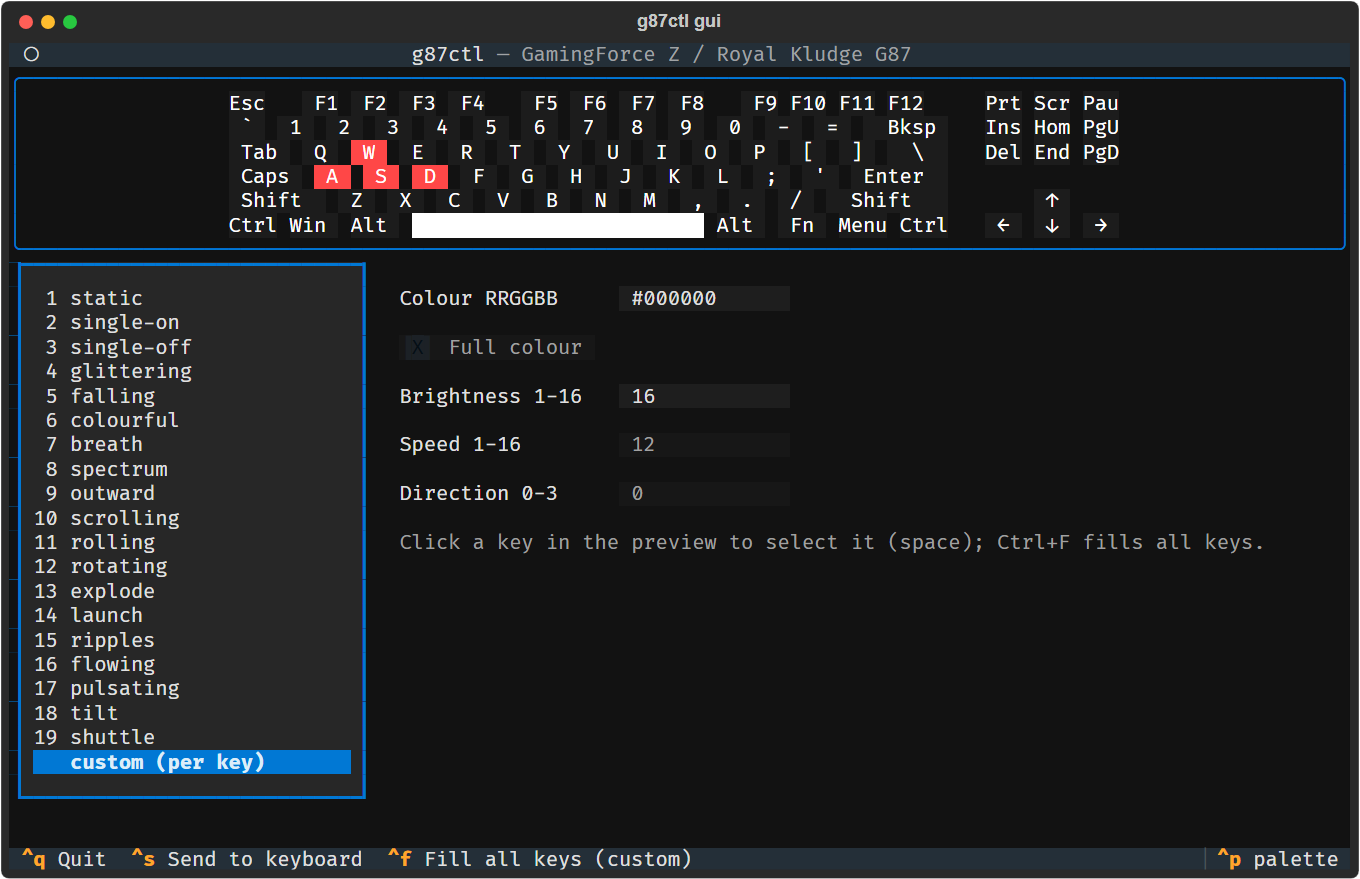 g87ctl gui
g87ctl — GamingForce Z / Royal Kludge G87
Esc F1 F2 F3 F4 F5 F6 F7 F8 F9 F10 F11 F12 Prt Scr Pau
` 1 2 3 4 5 6 7 8 9 0 - = Bksp Ins Hom PgU
Tab Q W E R T Y U I O P [ ] \ Del End PgD
Caps A S D F G H J K L ; ' Enter
Shift Z X C V B N M , . / Shift ↑
Ctrl Win Alt Alt Fn Menu Ctrl ← ↓ →
1 static
2 single-on
3 single-off
4 glittering
5 falling
6 colourful
7 breath
8 spectrum
9 outward
10 scrolling
11 rolling
12 rotating
13 explode
14 launch
15 ripples
16 flowing
17 pulsating
18 tilt
19 shuttle
custom (per key)
Colour RRGGBB #000000
X Full colour
Brightness 1-16 16
Speed 1-16 12
Direction 0-3 0
Click a key in the preview to select it (space); Ctrl+F fills all keys.
^q Quit ^s Send to keyboard ^f Fill all keys (custom) ^p palette